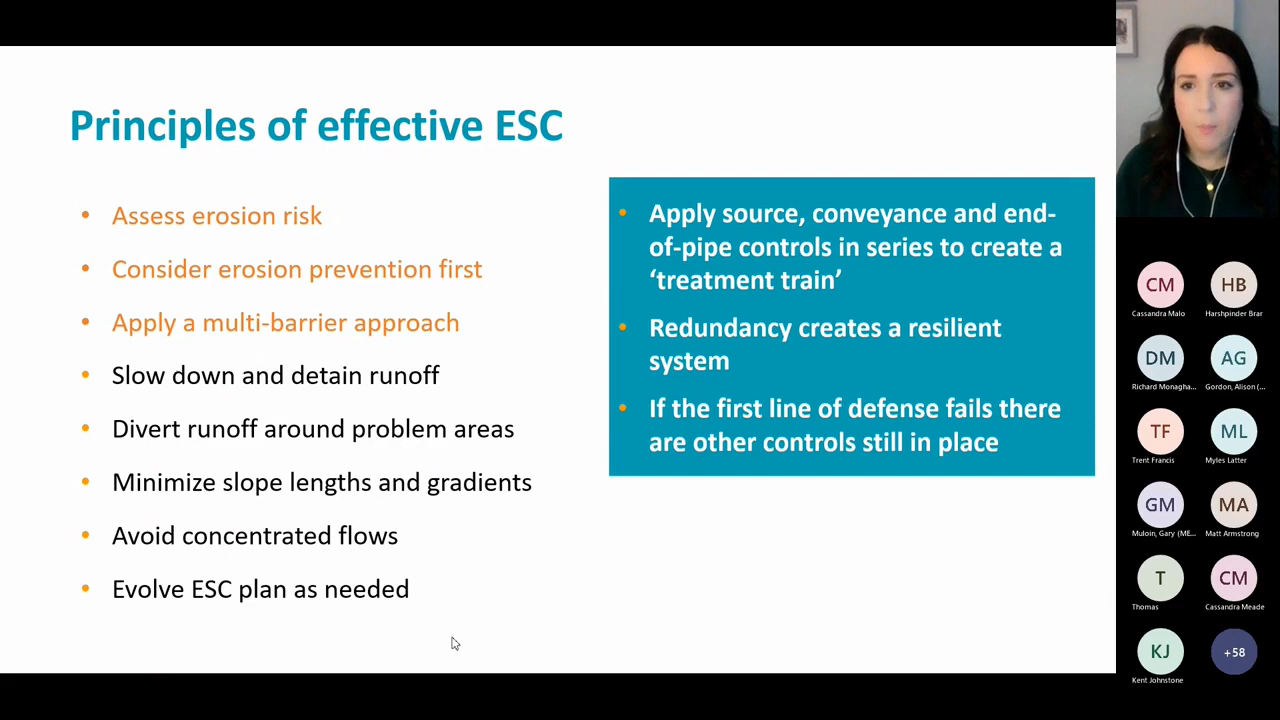 Principles of effective ESC
• Assess erosion risk
• Consider erosion prevention first
• Apply a multi-barrier approach
• Slow down and detain runoff
• Divert runoff around problem areas
• Minimize slope lengths and gradients
• Avoid concentrated flows
• Evolve ESC plan as needed
• Apply source, conveyance and end-
of-pipe controls in series to create a
‘treatment train’
• Redundancy creates a resilient
system
• If the first line of defense fails there
are other controls still in place
CM
Cassandra Malo
HB
Harshpinder Brar
DM
Richard Monagha...
AG
Gordon, Alison (...
TF
Trent Francis
ML
Myles Latter
GM
Muloin, Gary (ME...
MA
Matt Armstrong
T
Thomas
CM
Cassandra Meade
KJ
Kent Johnstone
+58